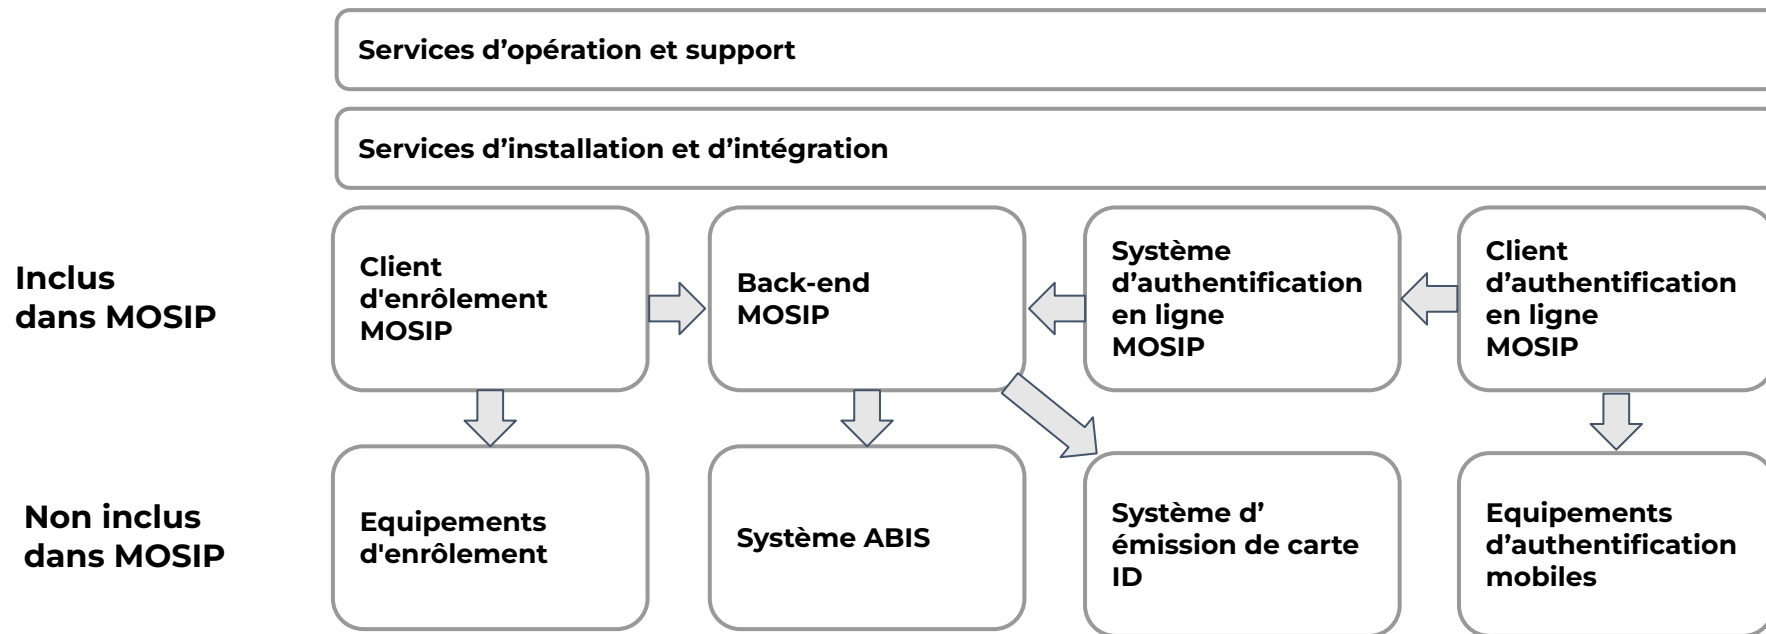 Services d’opération et support
Services d’installation et d’intégration
Inclus
dans MOSIP
Client
d'enrôlement
MOSIP
Back-end
MOSIP
Système
d’authentification
en ligne
MOSIP
Client
d’authentification
en ligne
MOSIP
Non inclus
dans MOSIP
Equipements
d'enrôlement
Système ABIS
Système d’
émission de carte
ID
Equipements
d’authentification
mobiles